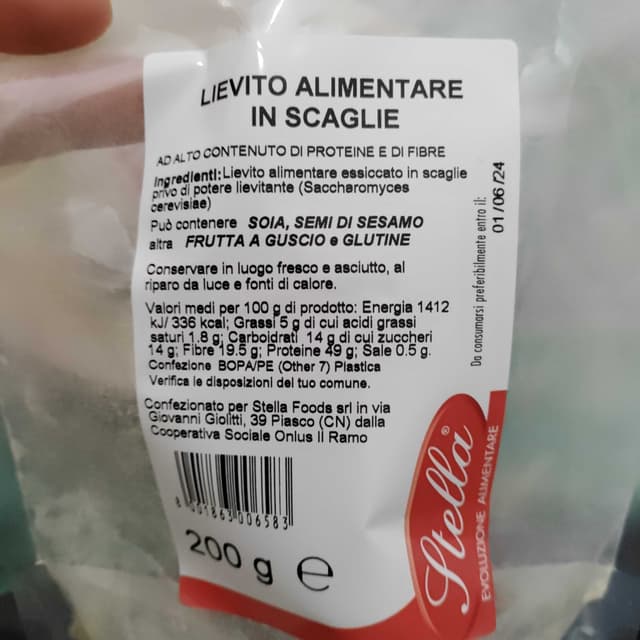 LIEVITO ALIMENTARE
IN SCAGLIE
AD ALTO CONTENUTO DI PROTEINE E DI FIBRE
Ingredienti: Lievito alimentare essiccato in scaglie
privo di potere lievitante (Saccharomyces
cerevisiae)
Può contenere SOIA, SEMI DI SESAMO
altra FRUTTA A GUSCIO e GLUTINE
Conservare in luogo fresco e asciutto, al
riparo da luce e fonti di calore.
Valori medi per 100 g di prodotto: Energia 1412
kJ/ 336 kcal; Grassi 5 g di cui acidi grassi
saturi 1.8 g; Carboidrati 14 g di cui zuccheri
14 g; Fibre 19.5 g; Proteine 49 g; Sale 0.5 g.
Confezione BOPA/PE (Other 7) Plastica
Verifica le disposizioni del tuo comune.
Confezionato per Stella Foods srl in via
Giovanni Giolitti, 39 Piasco (CN) dalla
Cooperativa Sociale Onlus Il Ramo
8 001863 006583
200 g e
Da consumarsi preferibilmente entro il:
01/06/24
Stella®
EVOLUZIONE ALIMENTARE